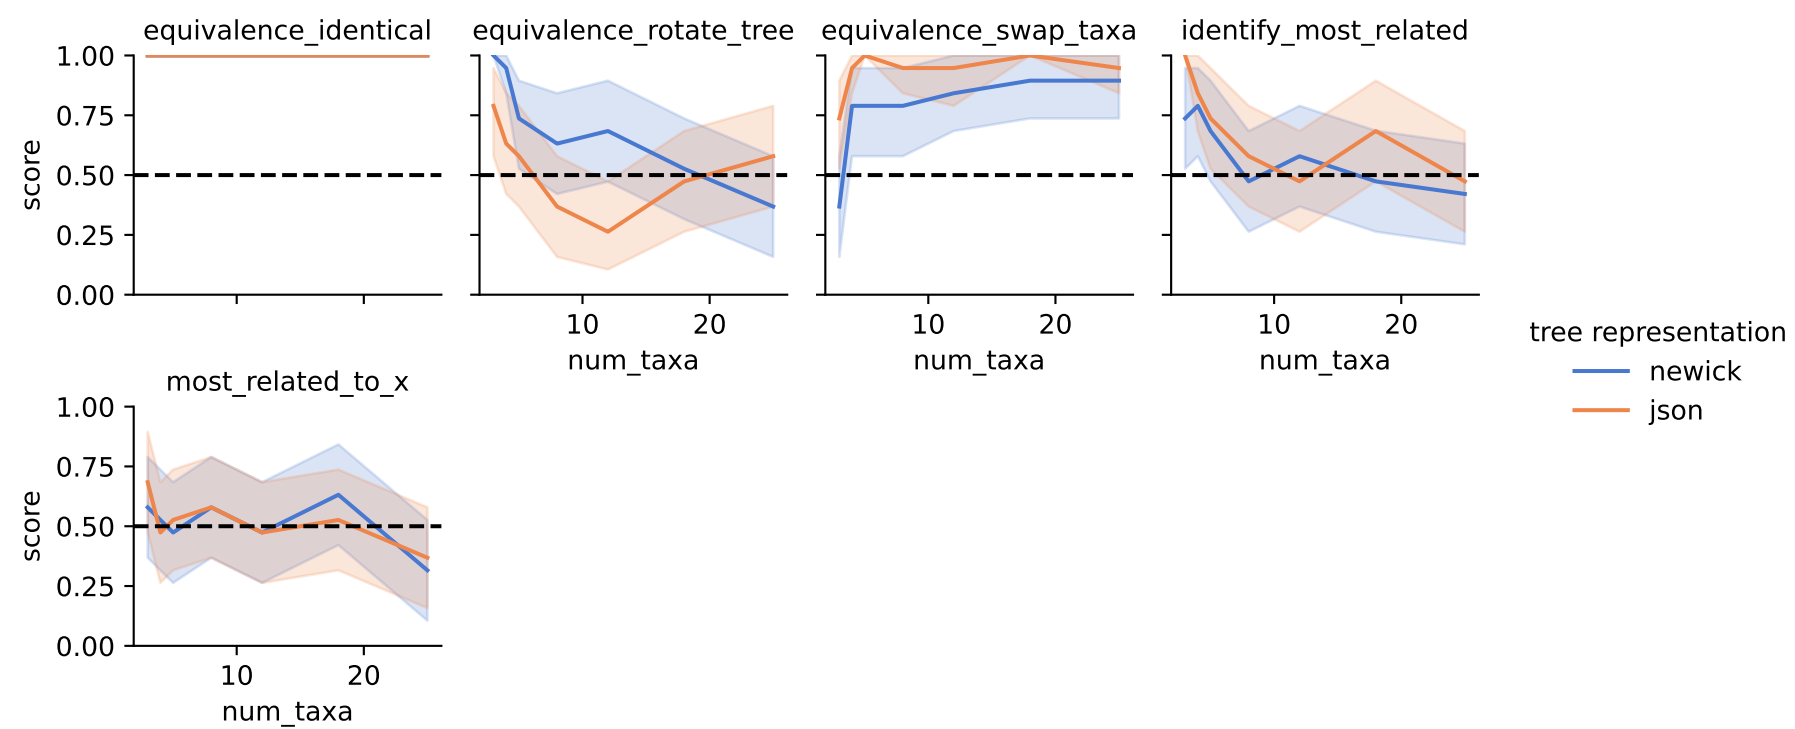 equivalence_identical equivalence_rotate_tree equivalence_swap_taxa identify_most_related
1.00
0.75
0.50
0.25
0.00
score
10 20 10 20 10 20
num_taxa num_taxa num_taxa
tree representation
newick
json
most_related_to_x
1.00
0.75
0.50
0.25
0.00
score
10 20
num_taxa